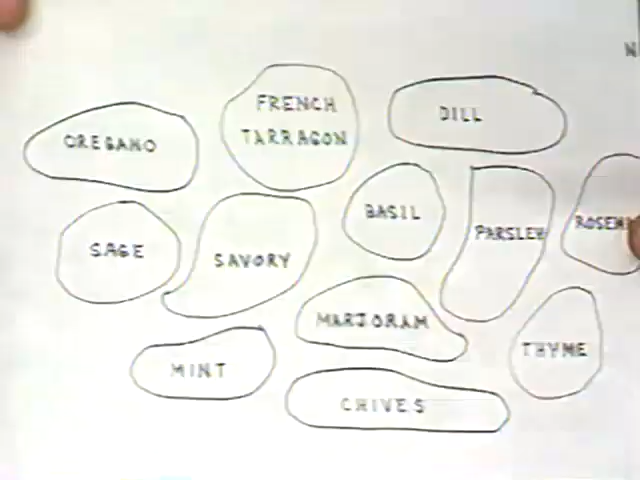 N
FRENCH
TARRAGON
DILL
OREGANO
BASIL
PARSLEY
SAGE
SAVORY
MARJORAM
THYME
MINT
CHIVES